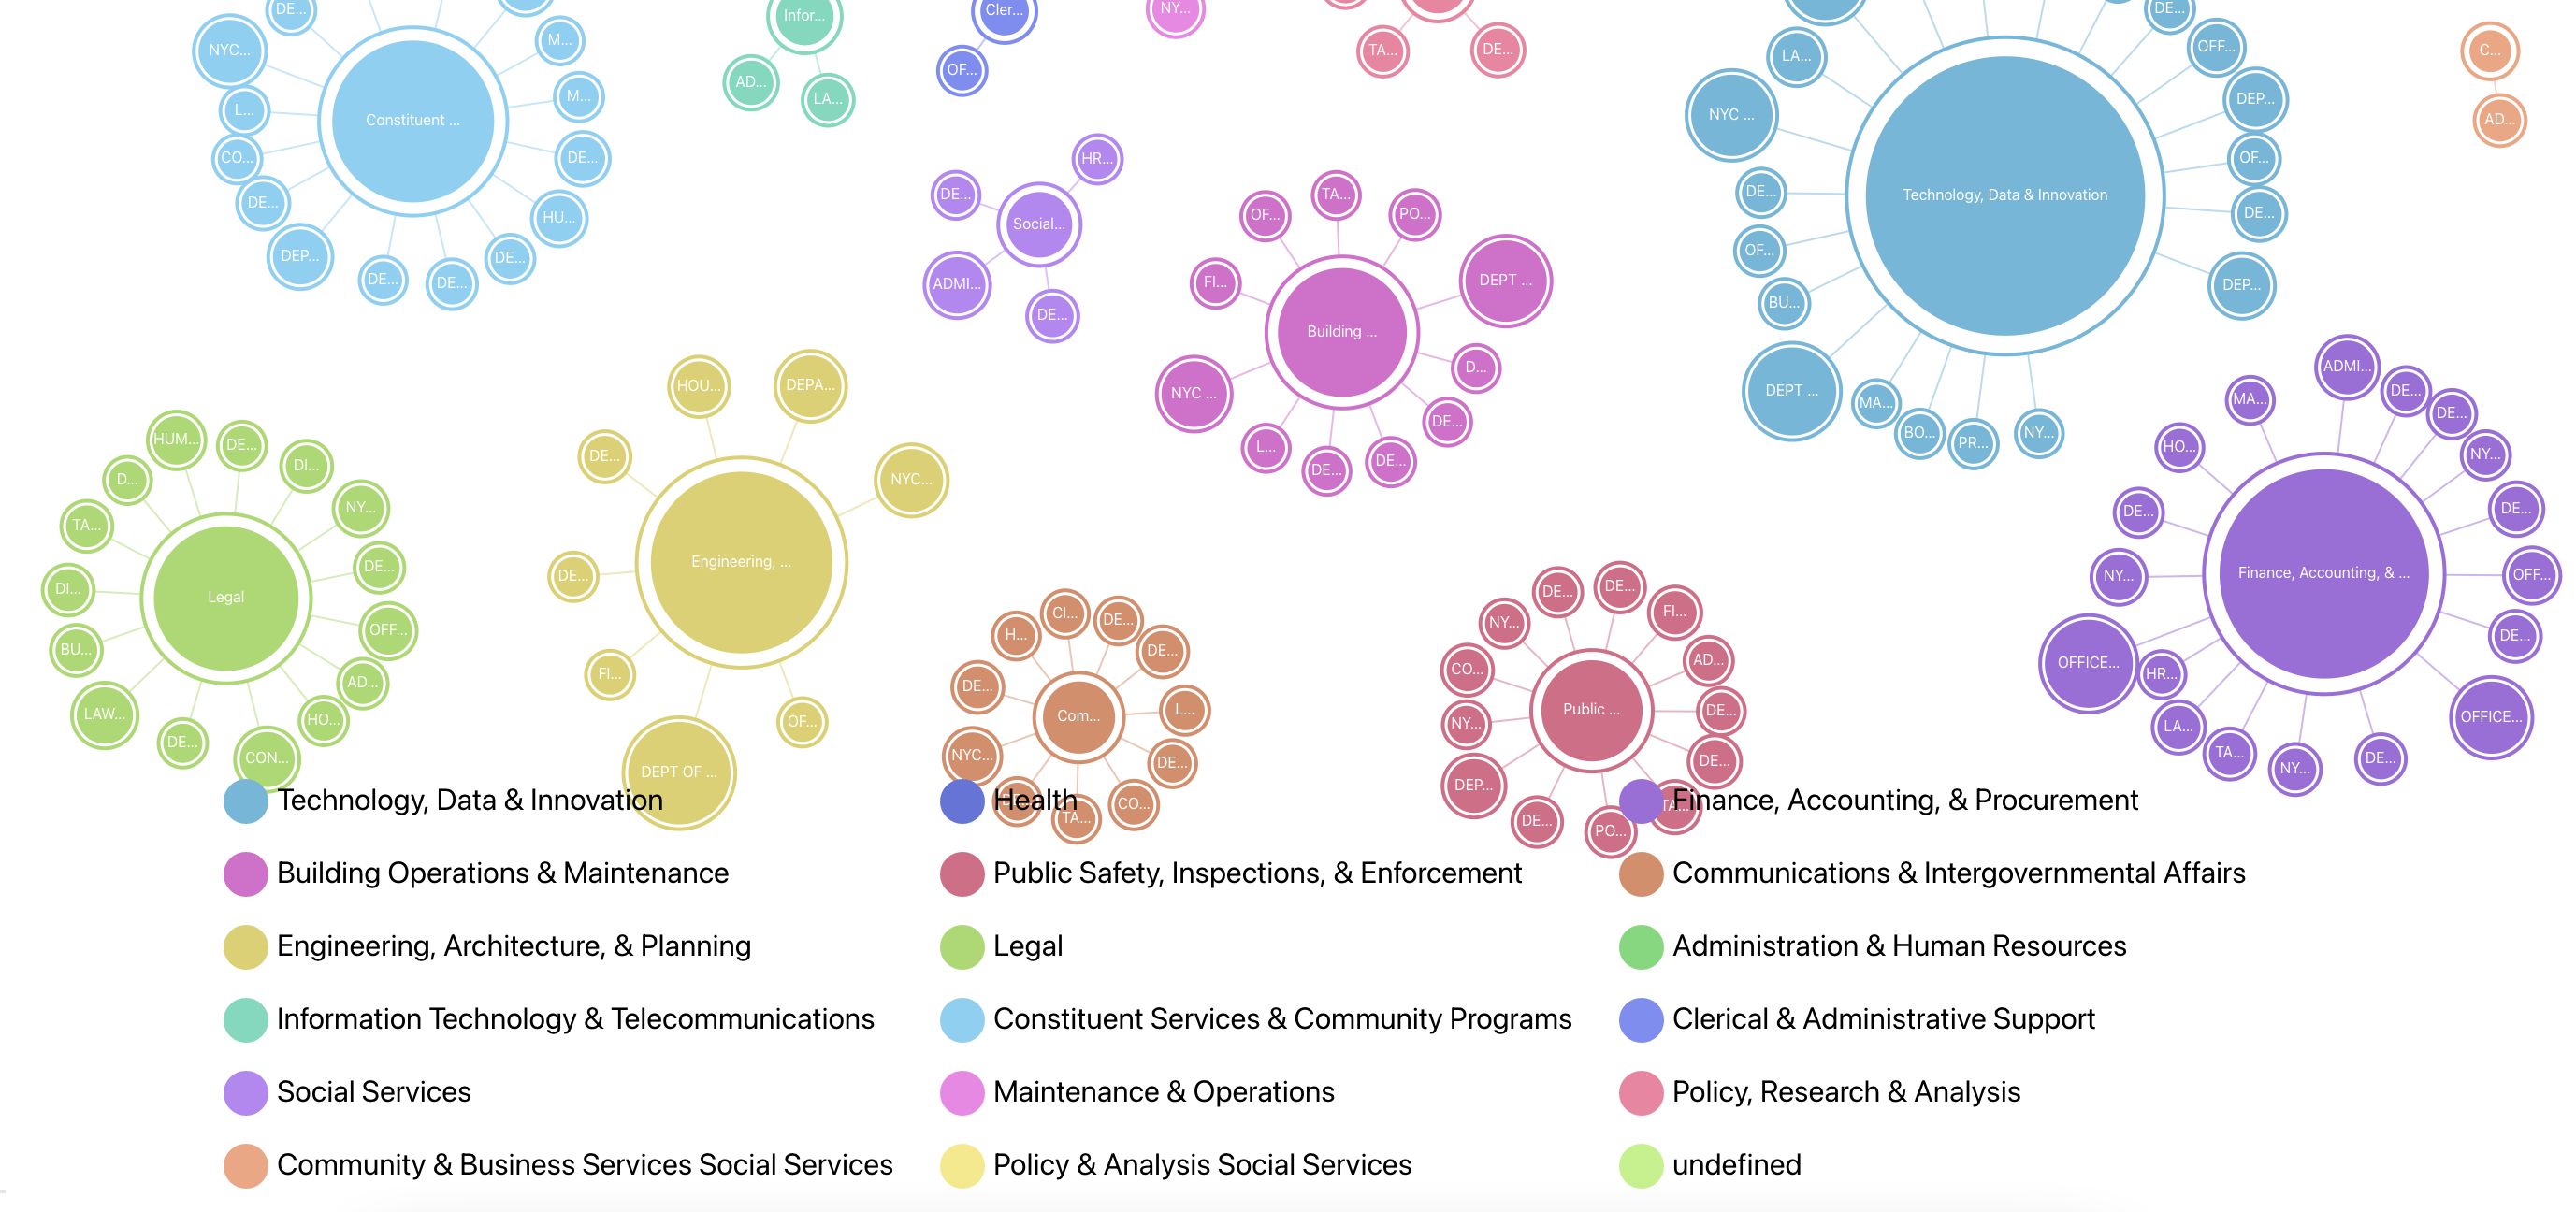 DE...
NYC...
L...
CO...
DE...
DEP...
DE...
DE...
DE...
HU...
DE...
M...
M...
Constituent ...
Infor...
AD...
LA...
Cler...
OF...
NY...
TA...
DE...
DE...
OFF...
LA...
DEP...
NYC ...
OF...
DE...
DE...
OF...
DEP...
BU...
DEPT ...
MA...
BO...
PR...
NY...
Technology, Data & Innovation
C...
AD...
HR...
DE...
Social...
ADMI...
DE...
OF...
TA...
PO...
FI...
DEPT ...
Building ...
D...
NYC ...
DE...
L...
DE...
DE...
HOU...
DEPA...
DE...
NYC...
Engineering, ...
DE...
FI...
OF...
DEPT OF ...
HUM...
DE...
DI...
D...
NY...
TA...
DE...
DI...
Legal
OFF...
BU...
AD...
LAW...
HO...
DE...
CON...
ADMI...
DE...
MA...
DE...
HO...
NY...
DE...
DE...
Finance, Accounting, & ...
NY...
OFF...
DE...
OFFICE...
HR...
LA...
OFFICE...
TA...
NY...
DE...
CI...
DE...
H...
DE...
DE...
L...
Com...
NYC...
DE...
CO...
TA...
DE...
DE...
FI...
NY...
CO...
AD...
Public ...
DE...
NY...
DE...
DEP...
TA...
DE...
PO...
Technology, Data & Innovation
Health
Finance, Accounting, & Procurement
Building Operations & Maintenance
Public Safety, Inspections, & Enforcement
Communications & Intergovernmental Affairs
Engineering, Architecture, & Planning
Legal
Administration & Human Resources
Information Technology & Telecommunications
Constituent Services & Community Programs
Clerical & Administrative Support
Social Services
Maintenance & Operations
Policy, Research & Analysis
Community & Business Services Social Services
Policy & Analysis Social Services
undefined